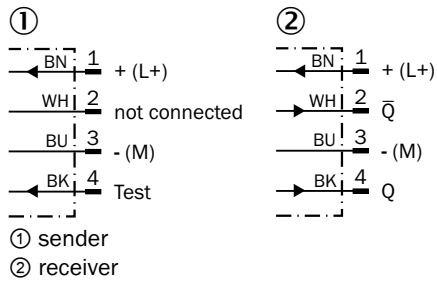 ① ②
BN 1 + (L+)
WH 2 not connected
BU 3 - (M)
BK 4 Test
BN 1 + (L+)
WH 2 Q̅
BU 3 - (M)
BK 4 Q
① sender
② receiver